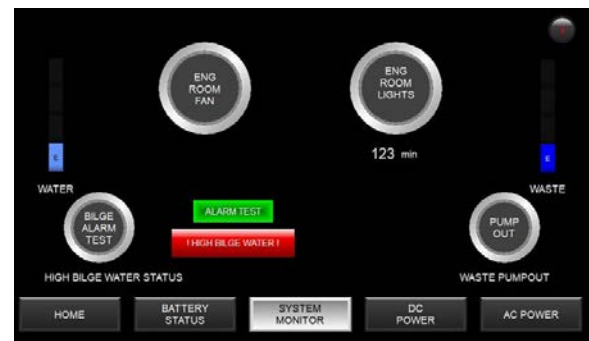 ENG
ROOM
FAN
ENG
ROOM
LIGHTS
123 min
E
E
WATER
WASTE
BILGE
ALARM
TEST
ALARM TEST
! HIGH BILGE WATER !
PUMP
OUT
HIGH BILGE WATER STATUS
WASTE PUMPOUT
HOME
BATTERY
STATUS
SYSTEM
MONITOR
DC
POWER
AC POWER